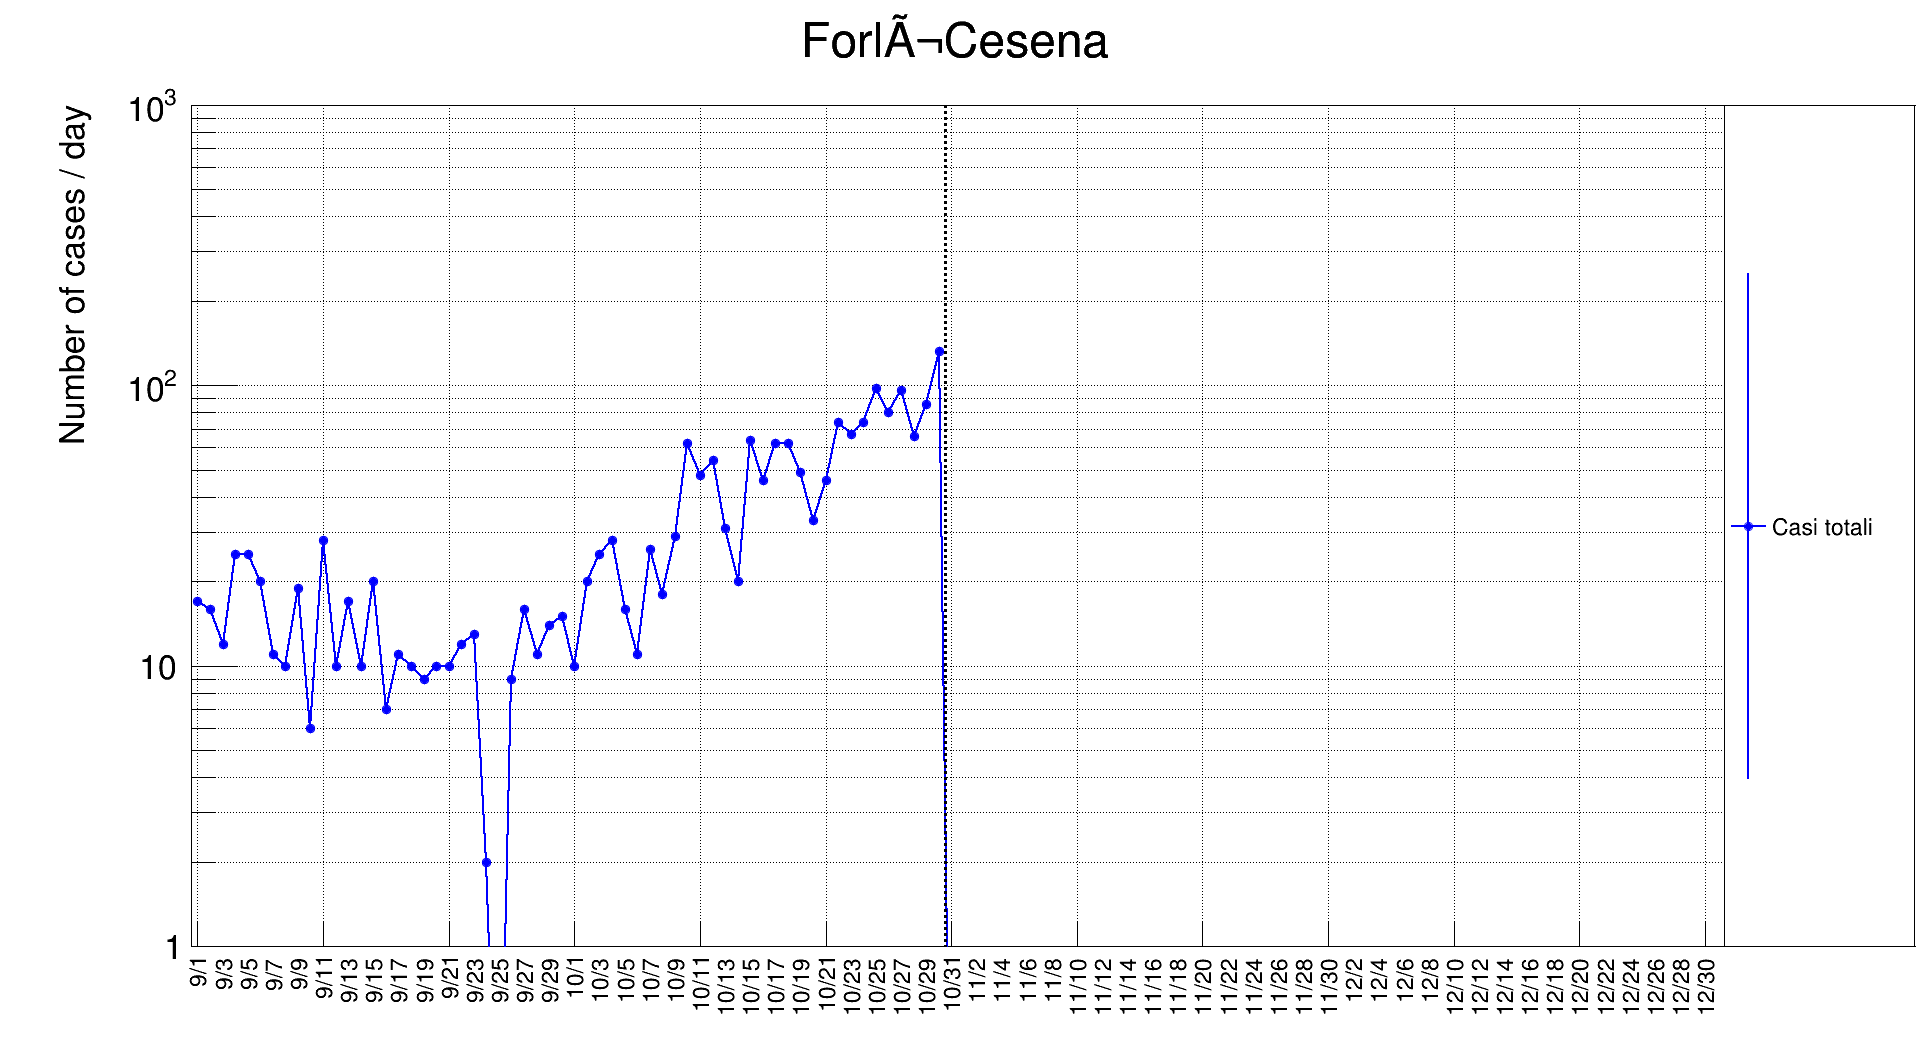 ForlÃ¬Cesena
Number of cases / day
10³
10²
10
1
9/1 9/3 9/5 9/7 9/9 9/11 9/13 9/15 9/17 9/19 9/21 9/23 9/25 9/27 9/29 10/1 10/3 10/5 10/7 10/9 10/11 10/13 10/15 10/17 10/19 10/21 10/23 10/25 10/27 10/29 10/31 11/2 11/4 11/6 11/8 11/10 11/12 11/14 11/16 11/18 11/20 11/22 11/24 11/26 11/28 11/30 12/2 12/4 12/6 12/8 12/10 12/12 12/14 12/16 12/18 12/20 12/22 12/24 12/26 12/28 12/30
Casi totali